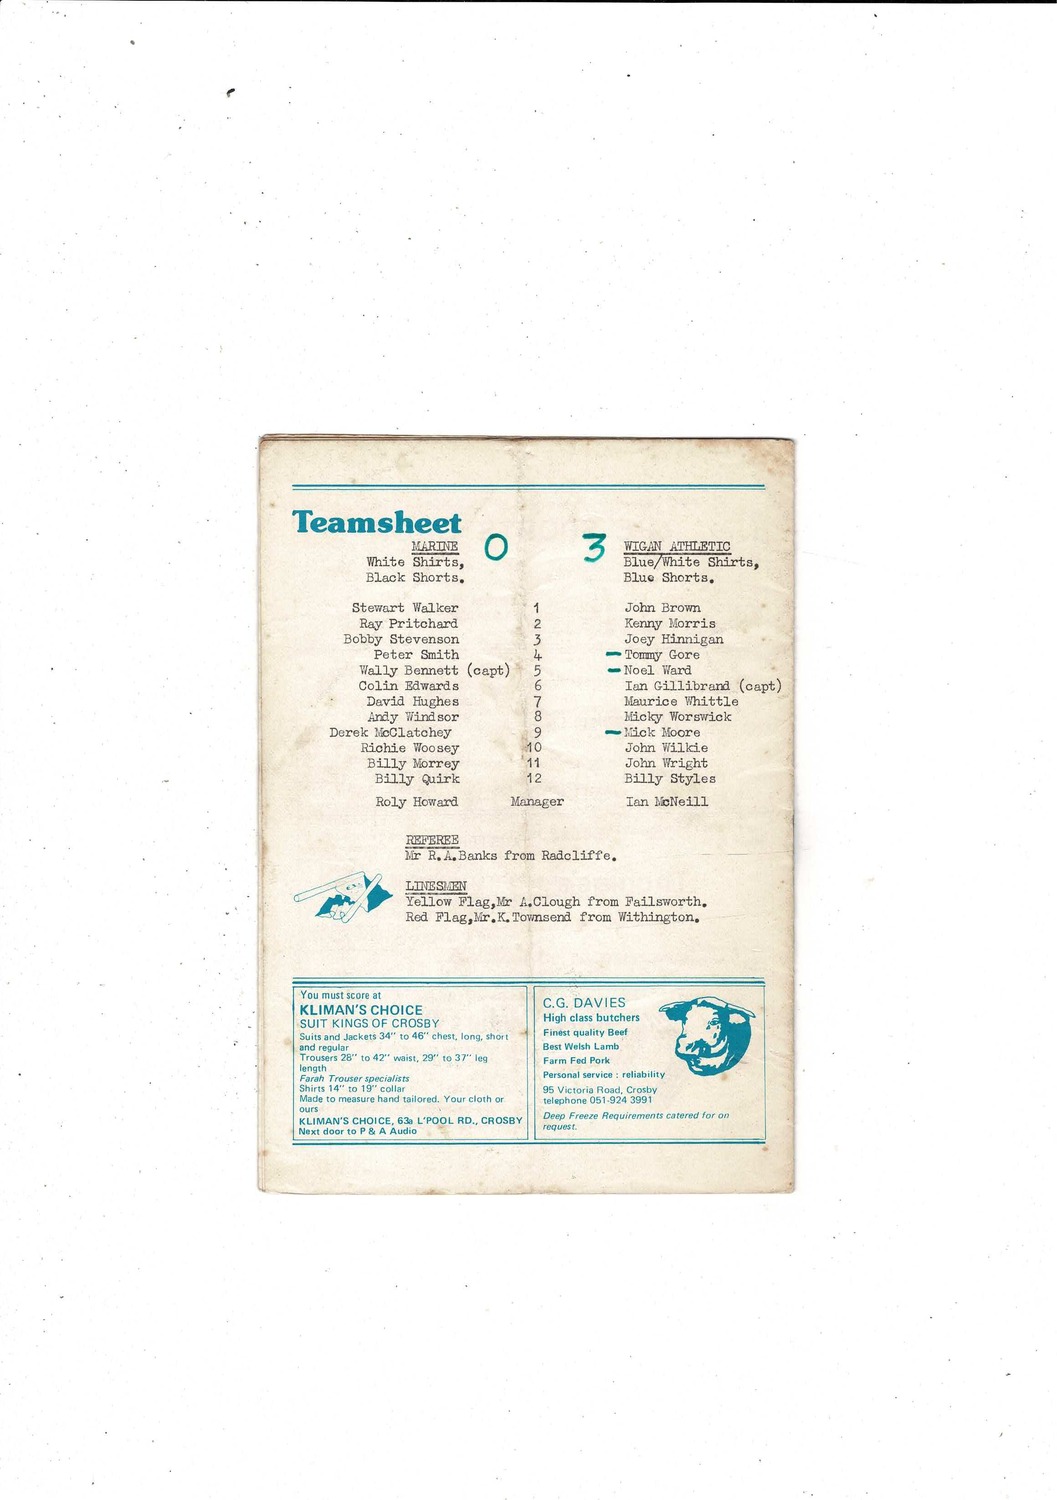 Teamsheet
MARINE 0 3 WIGAN ATHLETIC
White Shirts, Blue/White Shirts,
Black Shorts. Blue Shorts.
Stewart Walker 1 John Brown
Ray Pritchard 2 Kenny Morris
Bobby Stevenson 3 Joey Hinnigan
Peter Smith 4 Tommy Gore
Wally Bennett (capt) 5 Noel Ward
Colin Edwards 6 Ian Gillibrand (capt)
David Hughes 7 Maurice Whittle
Andy Windsor 8 Micky Worswick
Derek McClatchey 9 Mick Moore
Richie Woosey 10 John Wilkie
Billy Morrey 11 John Wright
Billy Quirk 12 Billy Styles
Roly Howard Manager Ian McNeill
REFEREE
Mr R.A.Banks from Radcliffe.
LINESMEN
Yellow Flag,Mr A.Clough from Failsworth.
Red Flag,Mr.K.Townsend from Withington.
You must score at
KLIMAN'S CHOICE
SUIT KINGS OF CROSBY
Suits and Jackets 34" to 46" chest, long, short
and regular
Trousers 28" to 42" waist, 29" to 37" leg
length
Farah Trouser specialists
Shirts 14" to 19" collar
Made to measure hand tailored. Your cloth or
ours
KLIMAN'S CHOICE, 63a L'POOL RD., CROSBY
Next door to P & A Audio
C.G. DAVIES
High class butchers
Finest quality Beef
Best Welsh Lamb
Farm Fed Pork
Personal service : reliability
95 Victoria Road, Crosby
telephone 051-924 3991
Deep Freeze Requirements catered for on
request.